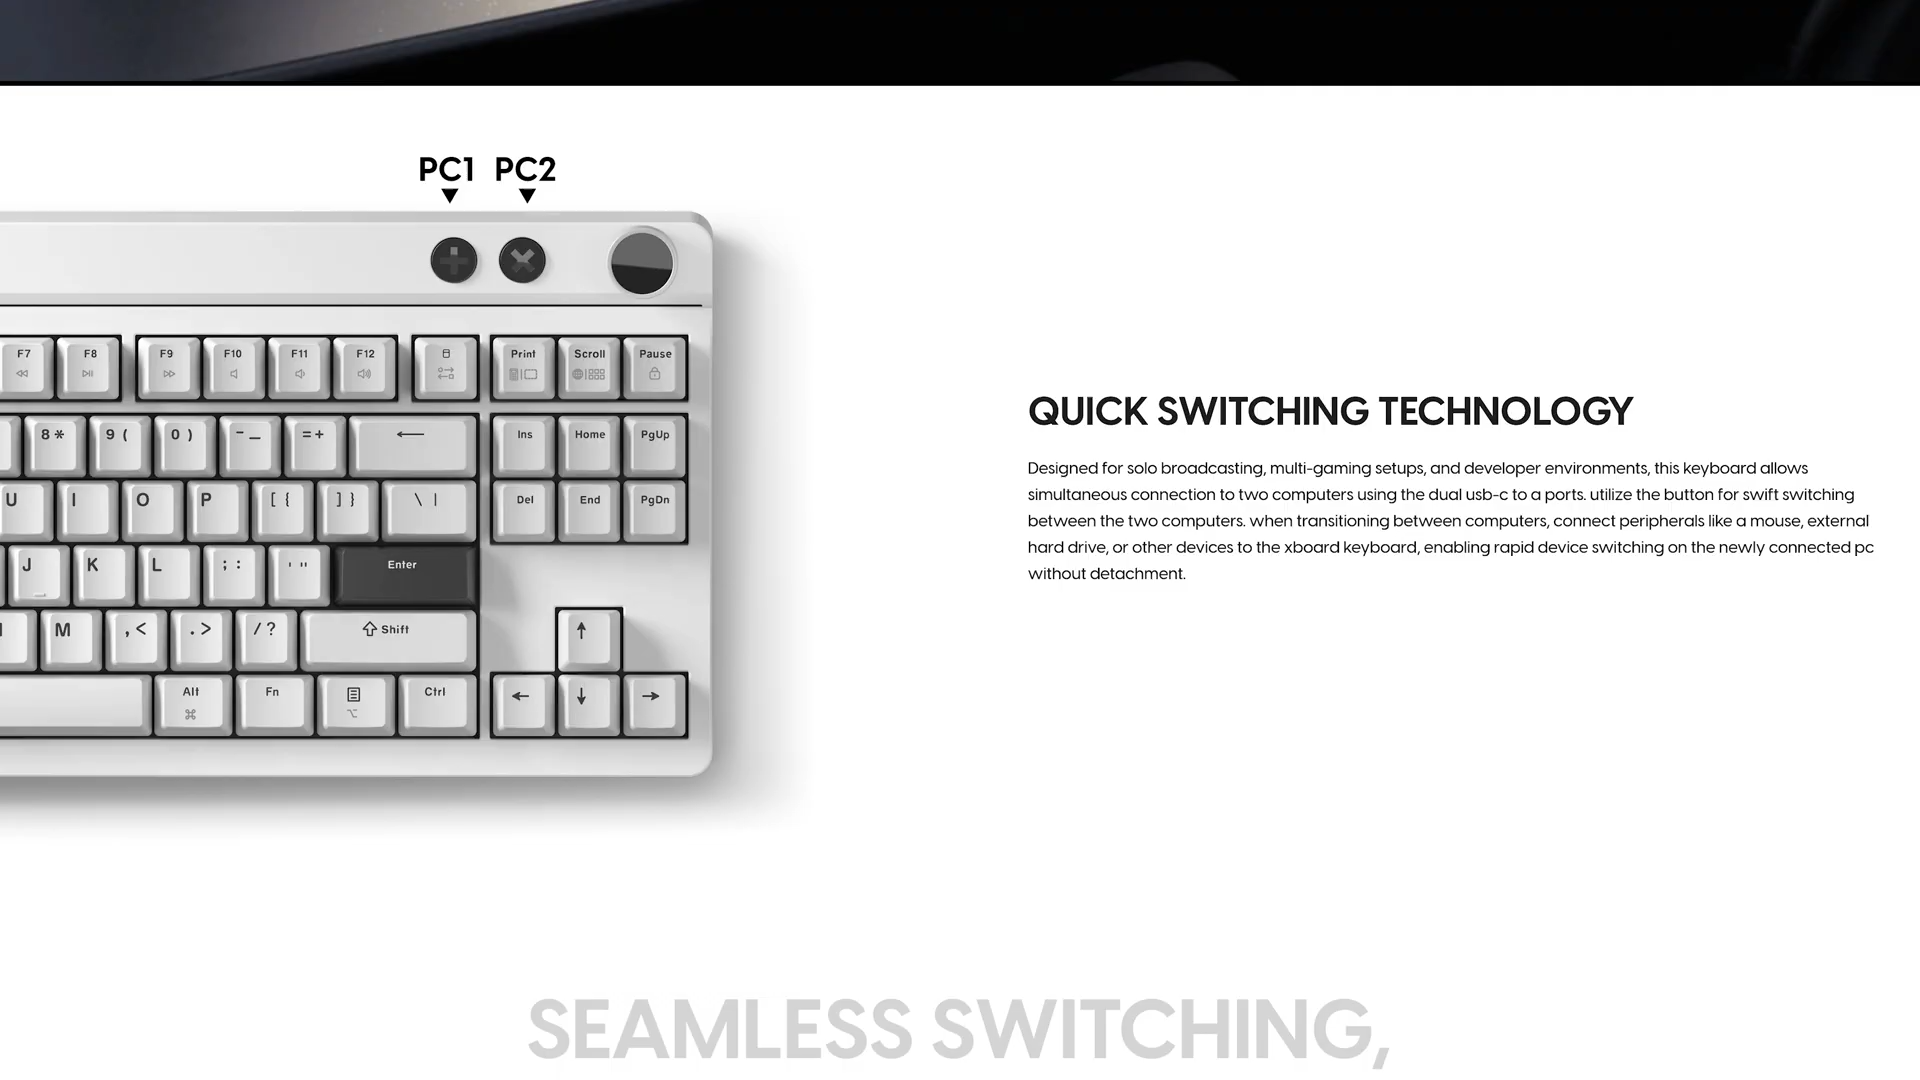 PC1 PC2
F7 F8 F9 F10 F11 F12 Print Scroll Pause
8 * 9 ( 0 ) - _ = + ← Ins Home PgUp
U I O P [ { ] } \ | Del End PgDn
J K L ; : ' " Enter
M , < . > / ? Shift ↑
Alt Fn Ctrl ← ↓ →
QUICK SWITCHING TECHNOLOGY
Designed for solo broadcasting, multi-gaming setups, and developer environments, this keyboard allows
simultaneous connection to two computers using the dual usb-c to a ports. utilize the button for swift switching
between the two computers. when transitioning between computers, connect peripherals like a mouse, external
hard drive, or other devices to the xboard keyboard, enabling rapid device switching on the newly connected pc
without detachment.
SEAMLESS SWITCHING,